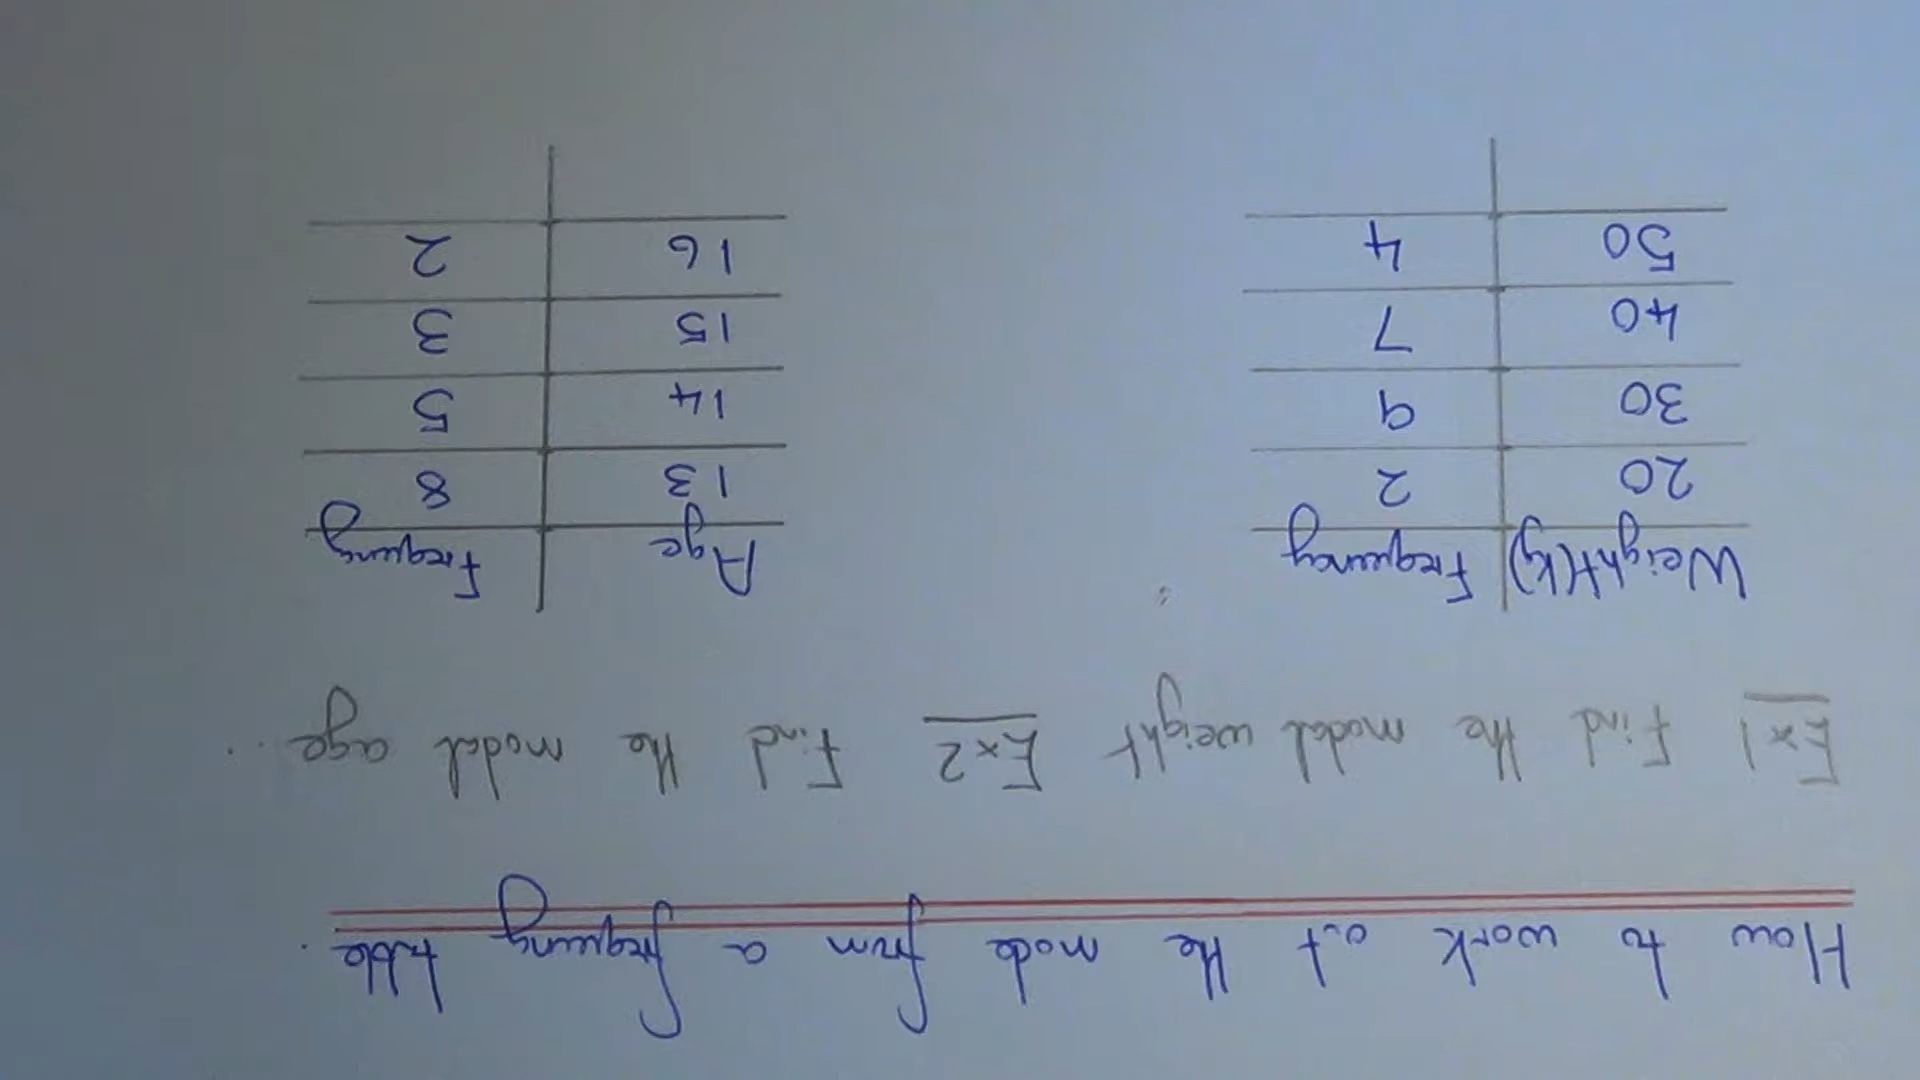 How to work out the mode from a frequency table.
Ex1 Find the modal weight Ex2 Find the modal age.
Weight(kg) Frequency Age Frequency
20 2 13 8
30 9 14 5
40 7 15 3
50 4 16 2